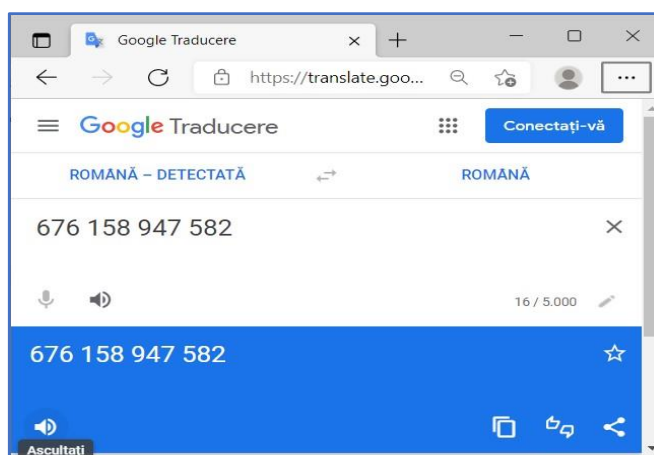 Google Traducere
https://translate.goo...
Google Traducere
Conectați-vă
ROMÂNĂ – DETECTATĂ
ROMÂNĂ
676 158 947 582
16 / 5.000
676 158 947 582
Ascultați